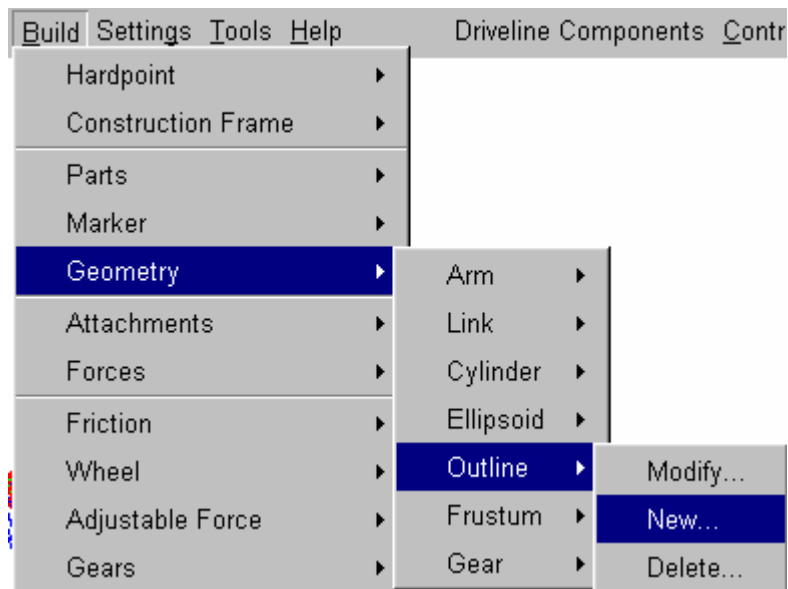 Build Settings Tools Help Driveline Components Contr
Hardpoint
Construction Frame
Parts
Marker
Geometry
Attachments
Forces
Friction
Wheel
Adjustable Force
Gears
Arm
Link
Cylinder
Ellipsoid
Outline
Frustum
Gear
Modify...
New...
Delete...